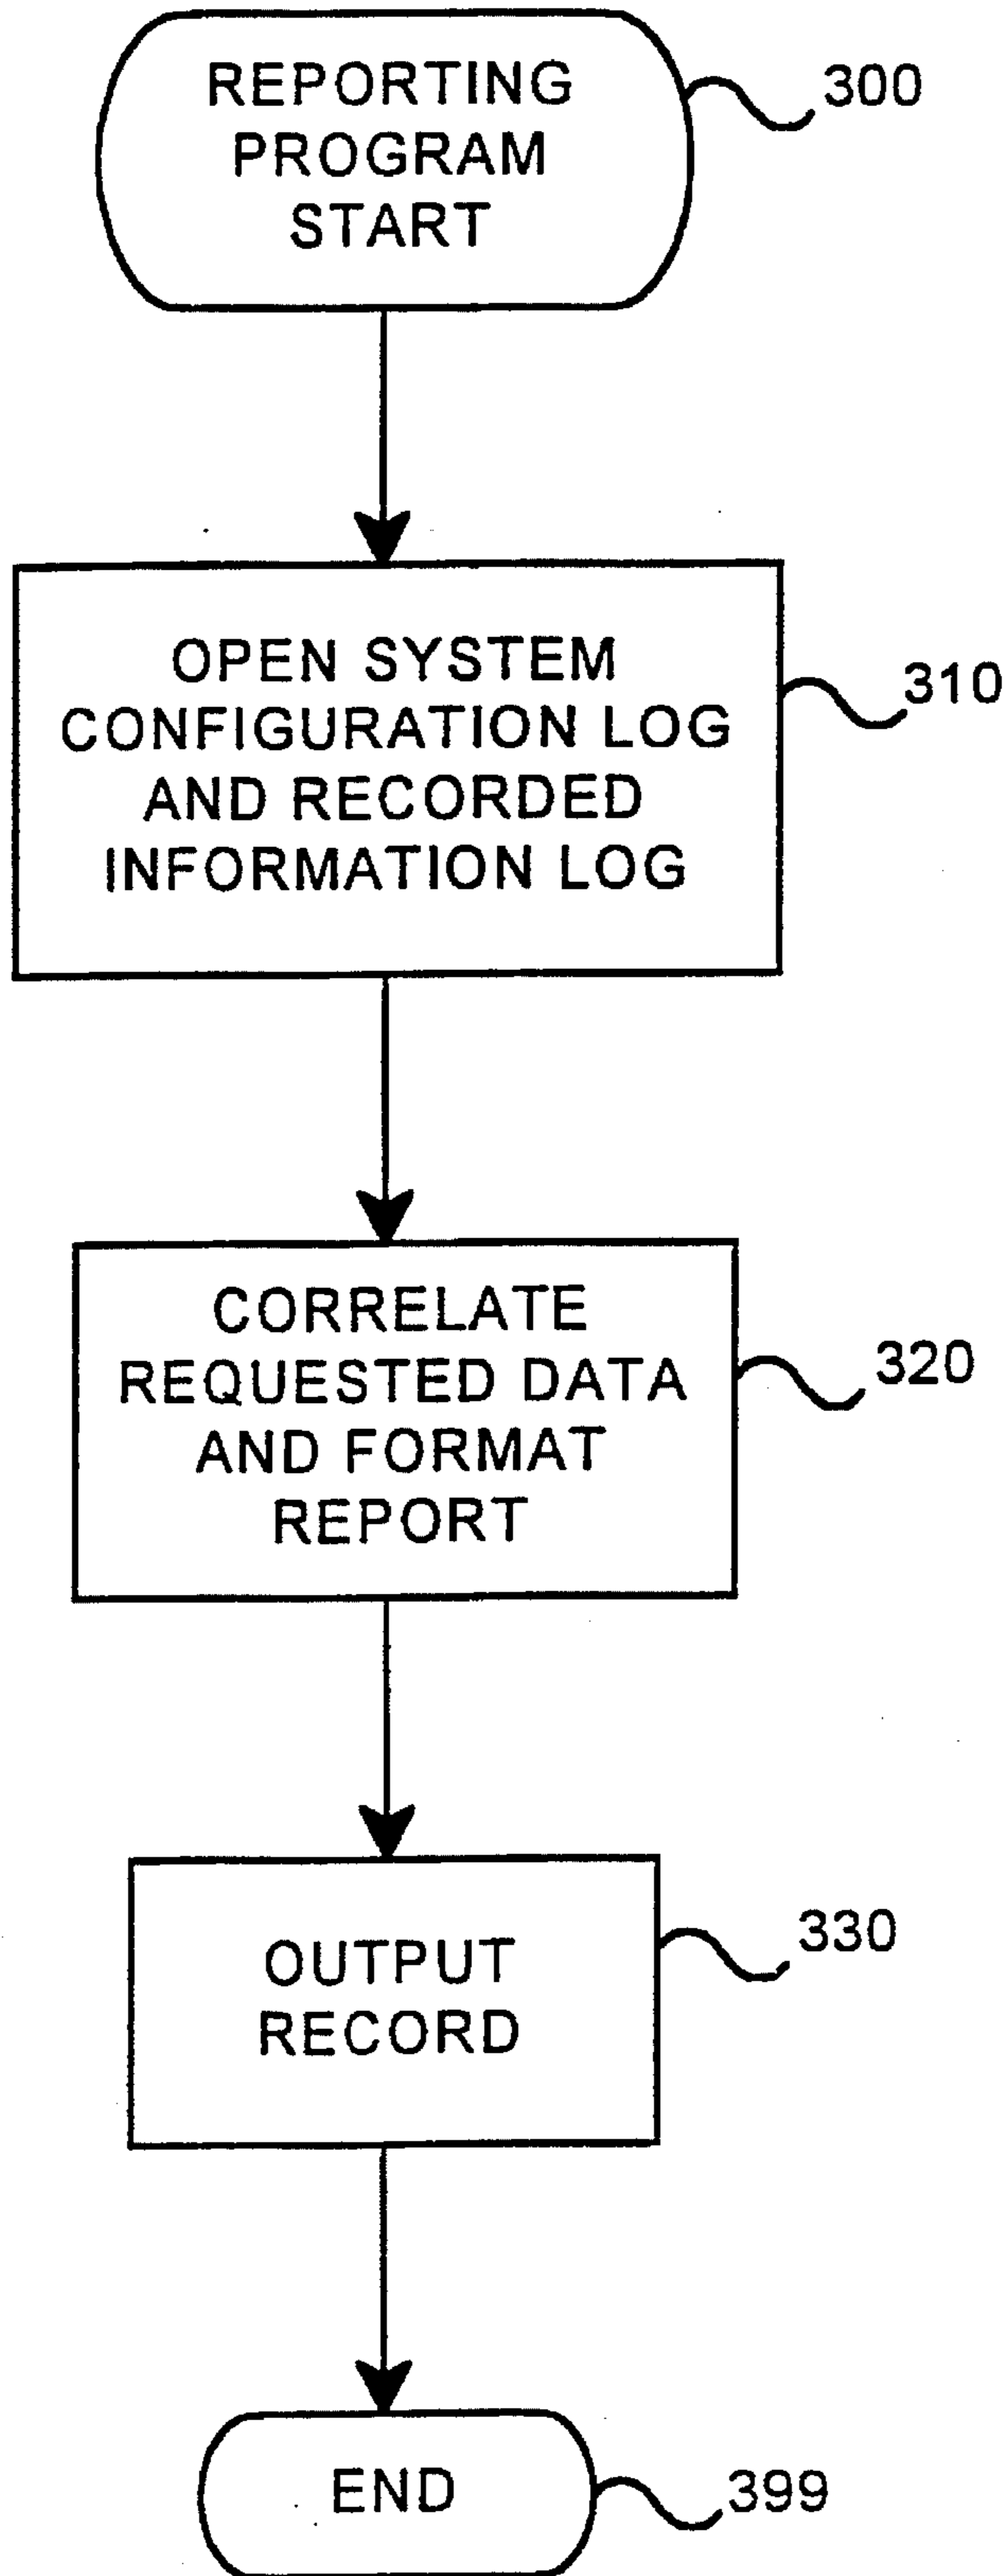 REPORTING
PROGRAM
START
300
OPEN SYSTEM
CONFIGURATION LOG
AND RECORDED
INFORMATION LOG
310
CORRELATE
REQUESTED DATA
AND FORMAT
REPORT
320
OUTPUT
RECORD
330
END
399